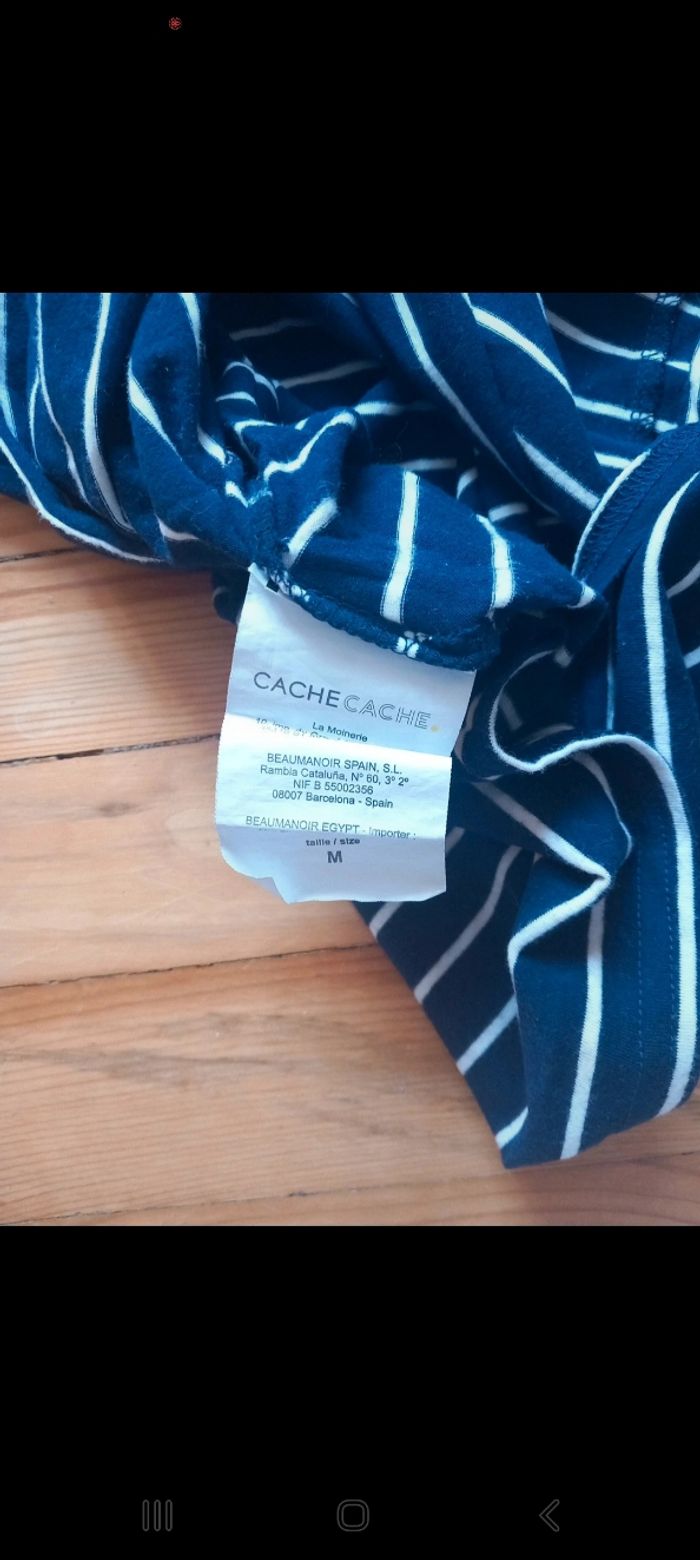 CACHE CACHE.
La Moinerie
BEAUMANOIR SPAIN, S.L.
Rambla Cataluña, Nº 60, 3º 2º
NIF B 55002356
08007 Barcelona - Spain
BEAUMANOIR EGYPT - Importer :
taille / size
M